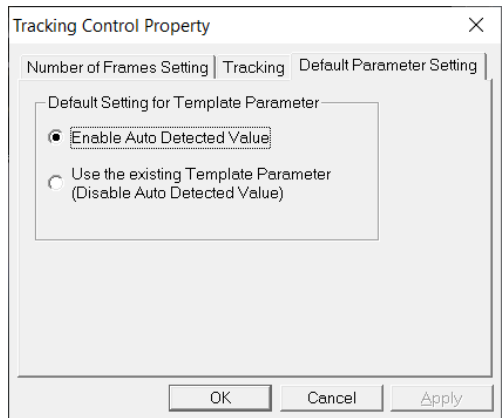 Tracking Control Property
Number of Frames Setting Tracking Default Parameter Setting
Default Setting for Template Parameter
Enable Auto Detected Value
Use the existing Template Parameter
(Disable Auto Detected Value)
OK Cancel Apply